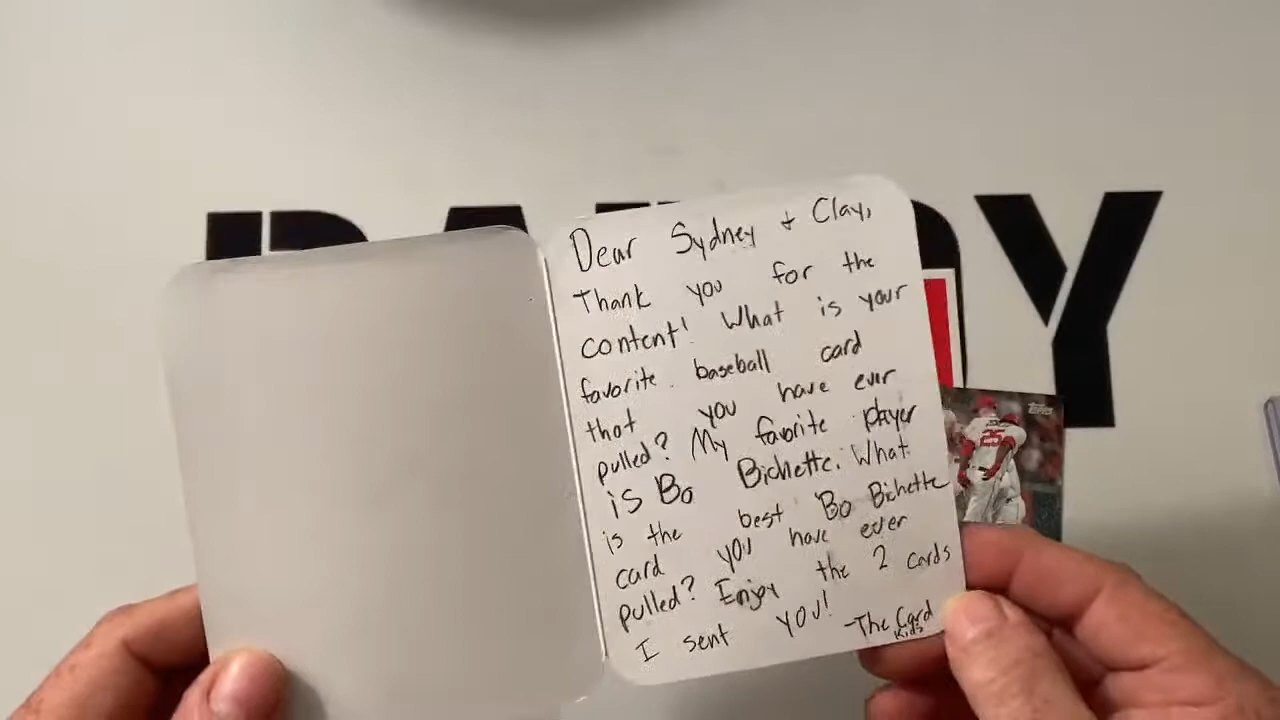 Dear Sydney + Clay,
Thank you for the
content! What is your
favorite baseball card
that you have ever
pulled? My favorite player
is Bo Bichette. What
is the best Bo Bichette
card you have ever
pulled? Enjoy the 2 cards
I sent you!
-The Card
Kids
Topps
25